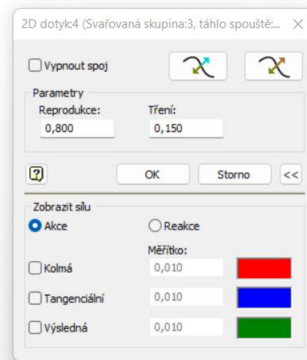 2D dotyk:4 (Svařovaná skupina:3, táhlo spouště:...
Vypnout spoj
Parametry
Reprodukce: Tření:
0,800 0,150
OK Storno <<
Zobrazit sílu
Akce Reakce
Měřítko:
Kolmá 0,010
Tangenciální 0,010
Výsledná 0,010